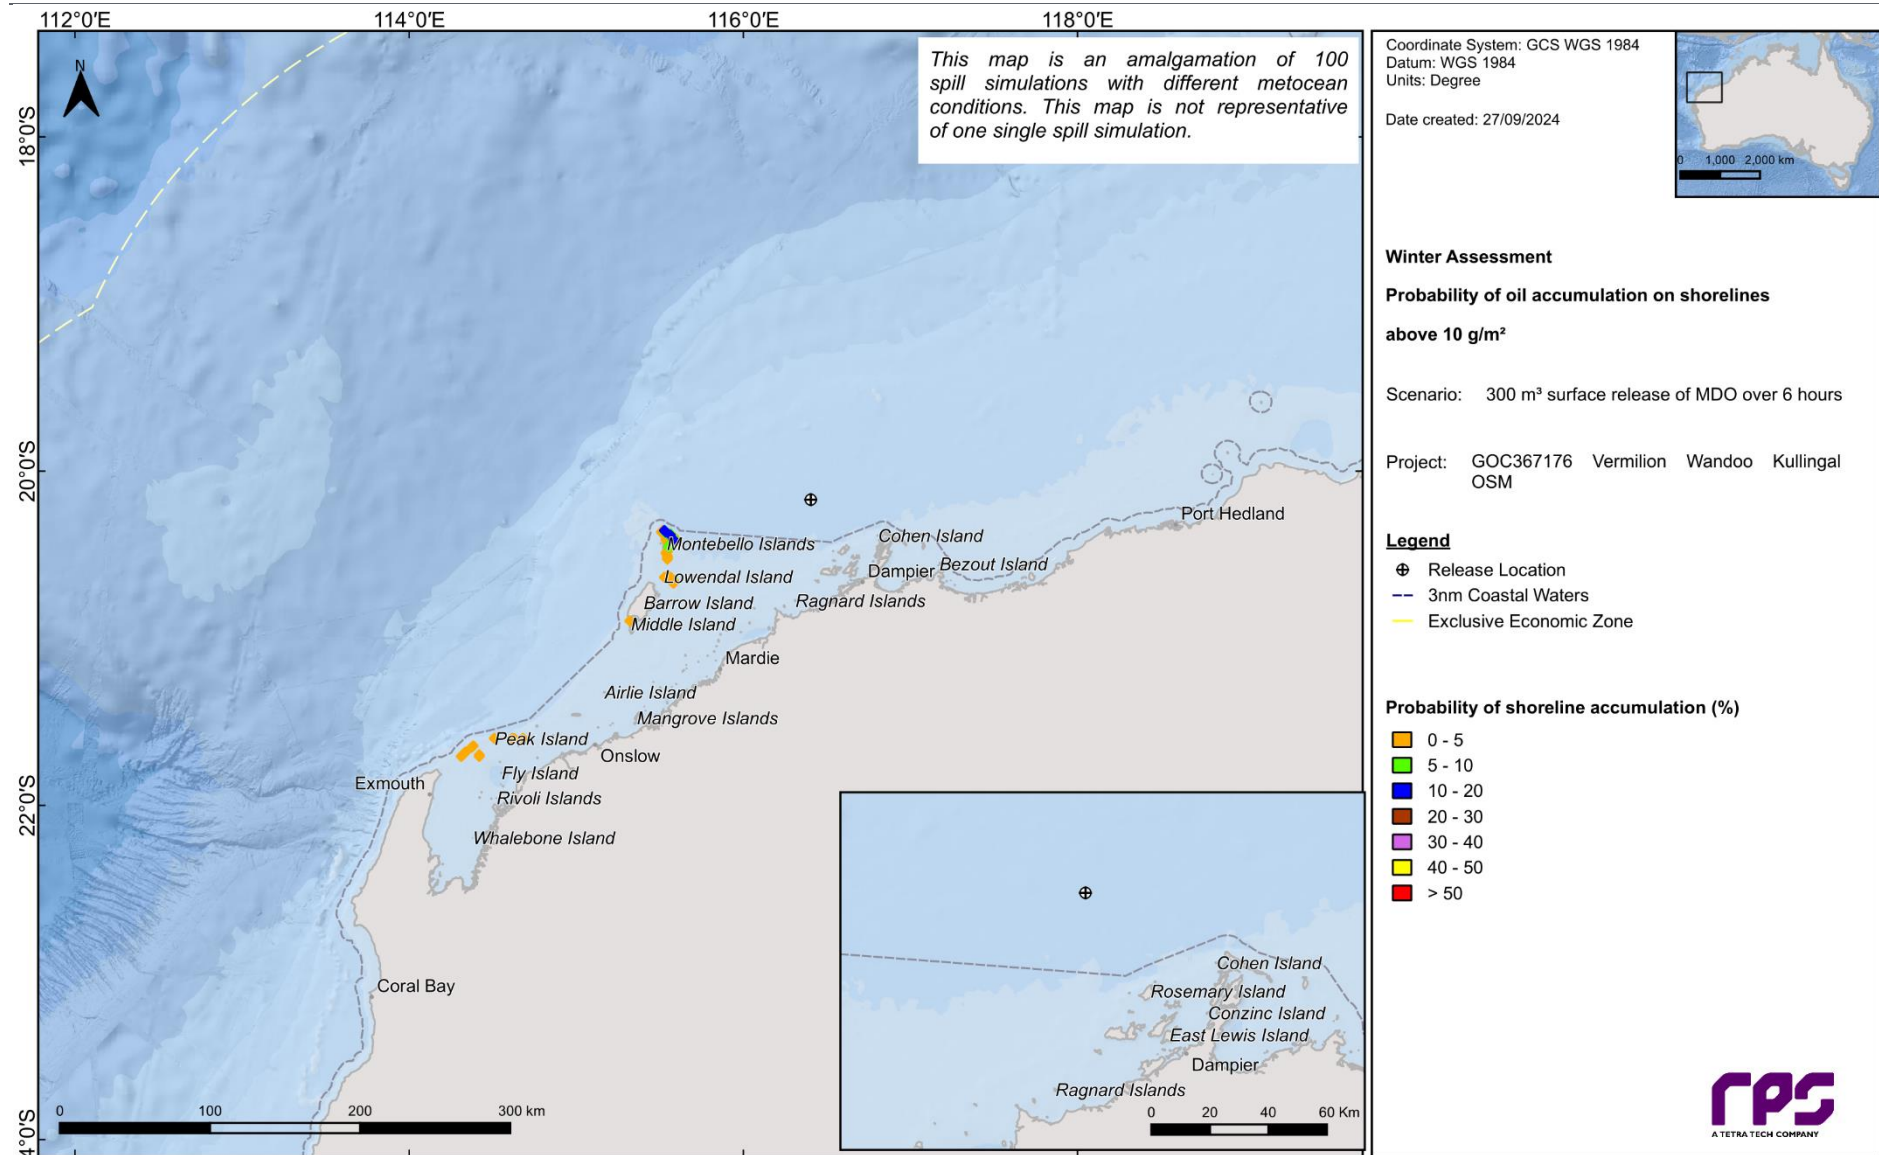 112°0'E 114°0'E 116°0'E 118°0'E
18°0'S
20°0'S
22°0'S
4°0'S
N
This map is an amalgamation of 100
spill simulations with different metocean
conditions. This map is not representative
of one single spill simulation.
Port Hedland
Cohen Island
Montebello Islands
Bezout Island
Dampier
Lowendal Island
Barrow Island
Ragnard Islands
Middle Island
Mardie
Airlie Island
Mangrove Islands
Peak Island
Onslow
Fly Island
Exmouth
Rivoli Islands
Whalebone Island
Coral Bay
0 100 200 300 km
Cohen Island
Rosemary Island
Conzinc Island
East Lewis Island
Dampier
Ragnard Islands
0 20 40 60 Km
Coordinate System: GCS WGS 1984
Datum: WGS 1984
Units: Degree
Date created: 27/09/2024
0 1,000 2,000 km
Winter Assessment
Probability of oil accumulation on shorelines
above 10 g/m²
Scenario: 300 m³ surface release of MDO over 6 hours
Project: GOC367176 Vermilion Wandoo Kullingal
OSM
Legend
Release Location
3nm Coastal Waters
Exclusive Economic Zone
Probability of shoreline accumulation (%)
0 - 5
5 - 10
10 - 20
20 - 30
30 - 40
40 - 50
> 50
rps
A TETRA TECH COMPANY